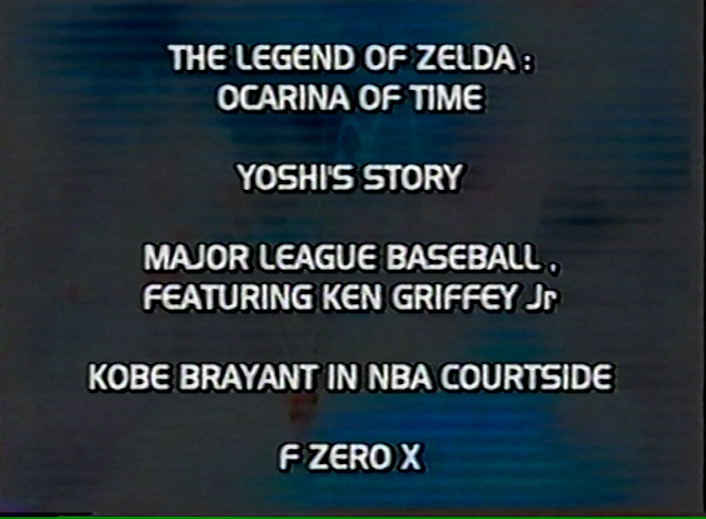 THE LEGEND OF ZELDA :
OCARINA OF TIME
YOSHI'S STORY
MAJOR LEAGUE BASEBALL ,
FEATURING KEN GRIFFEY Jr
KOBE BRAYANT IN NBA COURTSIDE
F ZERO X